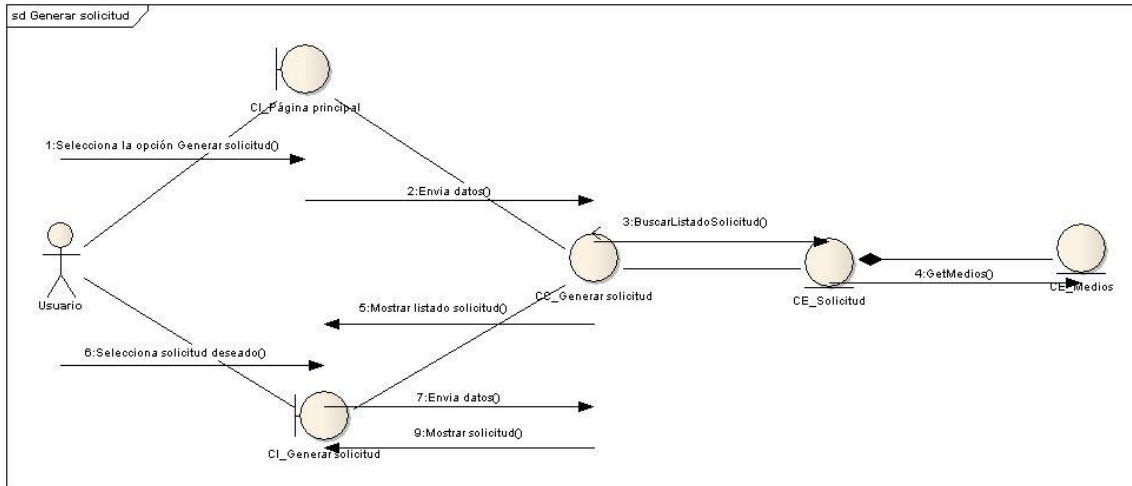 sd Generar solicitud
CI_Página principal
1:Selecciona la opción Generar solicitud()
2:Envia datos()
3:BuscarListadoSolicitud()
4:GetMedios()
CE_Medios
CE_Solicitud
CC_Generar solicitud
Usuario
5:Mostrar listado solicitud()
6:Selecciona solicitud deseado()
7:Envia datos()
9:Mostrar solicitud()
CI_Generar solicitud